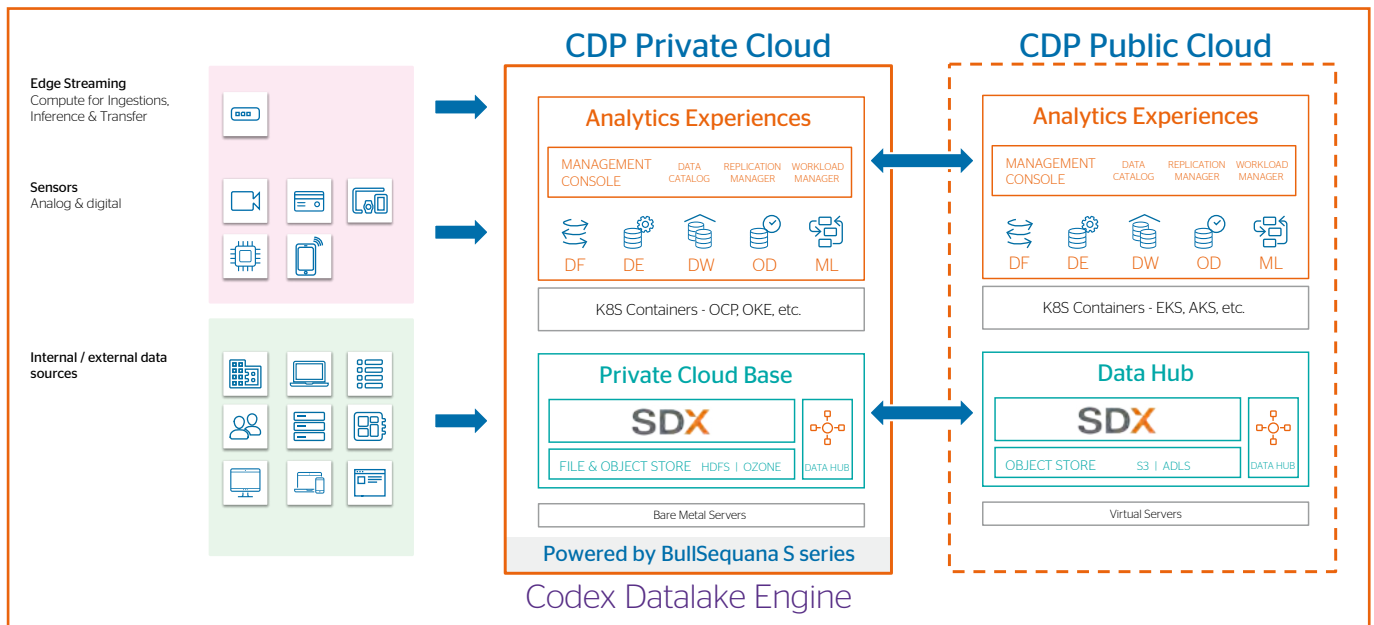 CDP Private Cloud
CDP Public Cloud
Edge Streaming
Compute for Ingestions,
Inference & Transfer
Sensors
Analog & digital
Internal / external data
sources
Analytics Experiences
MANAGEMENT
CONSOLE
DATA
CATALOG
REPLICATION
MANAGER
WORKLOAD
MANAGER
DF
DE
DW
OD
ML
K8S Containers - OCP, OKE, etc.
Private Cloud Base
SDX
FILE & OBJECT STORE HDFS | OZONE
DATA HUB
Bare Metal Servers
Powered by BullSequana S series
Codex Datalake Engine
Analytics Experiences
MANAGEMENT
CONSOLE
DATA
CATALOG
REPLICATION
MANAGER
WORKLOAD
MANAGER
DF
DE
DW
OD
ML
K8S Containers - EKS, AKS, etc.
Data Hub
SDX
OBJECT STORE S3 | ADLS
DATA HUB
Virtual Servers